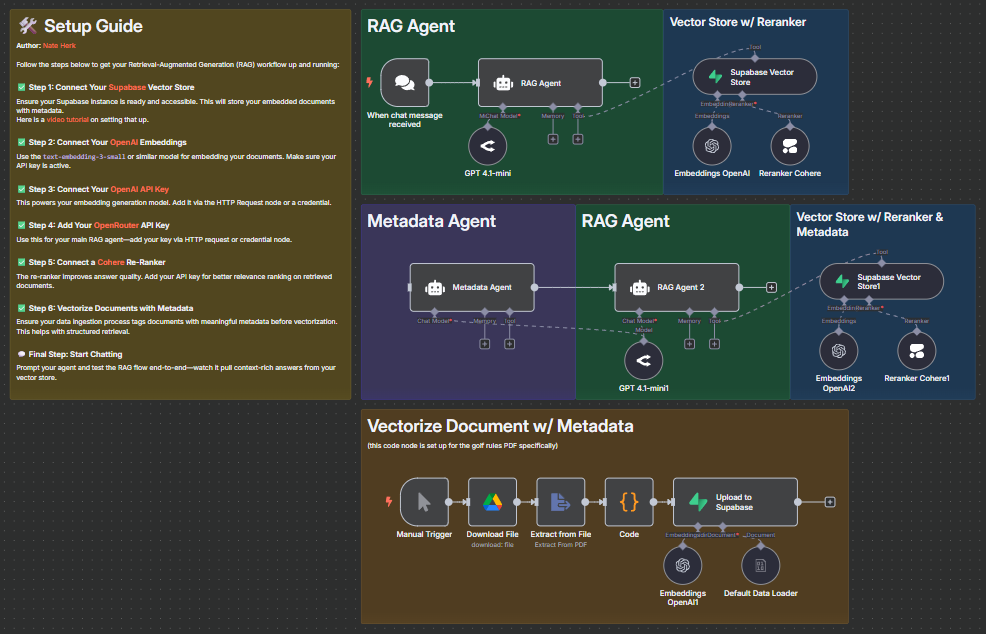 🛠️ Setup Guide
Author: Nate Herk
Follow the steps below to get your Retrieval-Augmented Generation (RAG) workflow up and running:
✅ Step 1: Connect Your Supabase Vector Store
Ensure your Supabase instance is ready and accessible. This will store your embedded documents
with metadata.
Here is a video tutorial on setting that up.
✅ Step 2: Connect Your OpenAI Embeddings
Use the text-embedding-3-small or similar model for embedding your documents. Make sure your
API key is active.
✅ Step 3: Connect Your OpenAI API Key
This powers your embedding generation model. Add it via the HTTP Request node or a credential.
✅ Step 4: Add Your OpenRouter API Key
Use this for your main RAG agent—add your key via HTTP request or credential node.
✅ Step 5: Connect a Cohere Re-Ranker
The re-ranker improves answer quality. Add your API key for better relevance ranking on retrieved
documents.
✅ Step 6: Vectorize Documents with Metadata
Ensure your data ingestion process tags documents with meaningful metadata before vectorization.
This helps with structured retrieval.
💬 Final Step: Start Chatting
Prompt your agent and test the RAG flow end-to-end—watch it pull context-rich answers from your
vector store.
RAG Agent
When chat message
received
RAG Agent
Chat Model*
Memory
Tool
GPT 4.1-mini
Vector Store w/ Reranker
Tool
Supabase Vector
Store
Reranker*
Embeddings
Reranker
Embeddings OpenAI
Reranker Cohere
Metadata Agent
Metadata Agent
Chat Model*
Memory
Tool
RAG Agent
RAG Agent 2
Chat Model*
Memory
Tool
Model
GPT 4.1-mini1
Vector Store w/ Reranker &
Metadata
Tool
Supabase Vector
Store1
Reranker*
Embeddings
Reranker
Embeddings
OpenAI2
Reranker Cohere1
Vectorize Document w/ Metadata
(this code node is set up for the golf rules PDF specifically)
Manual Trigger
Download File
download: file
Extract from File
Extract From PDF
{}
Code
Upload to
Supabase
Document*
Document
Embeddings
OpenAI1
Default Data Loader